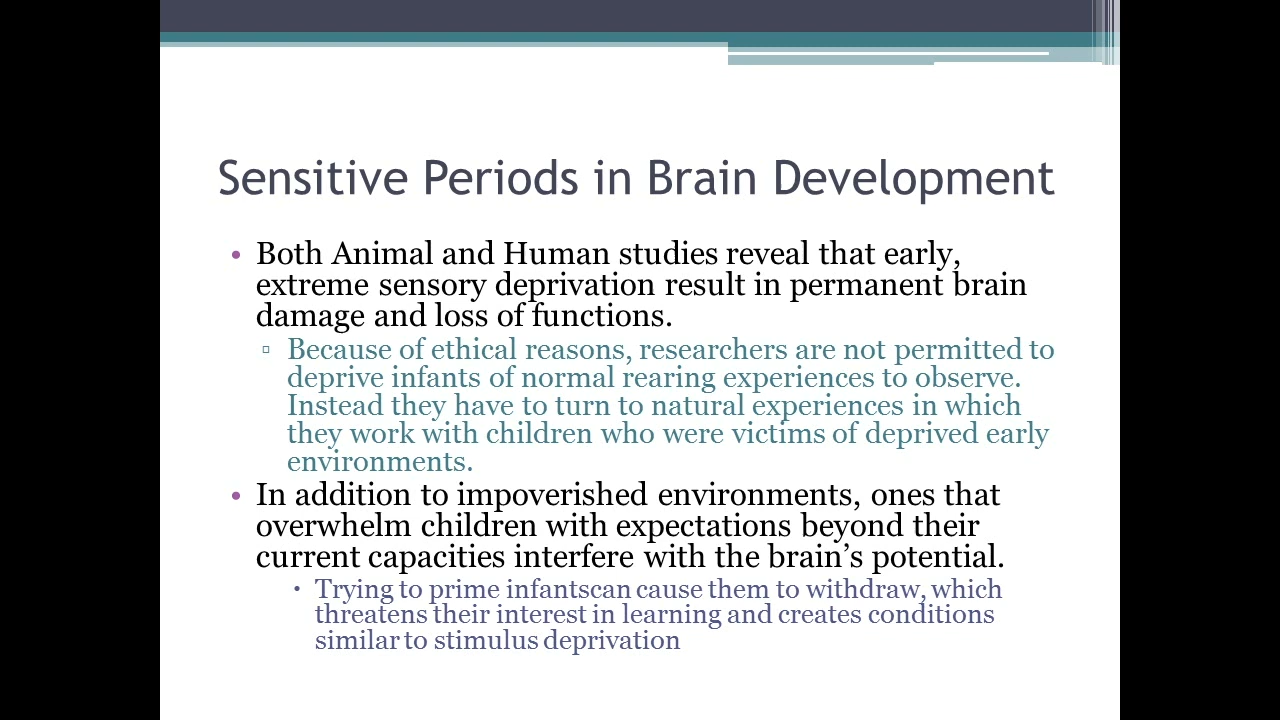 Sensitive Periods in Brain Development
• Both Animal and Human studies reveal that early,
extreme sensory deprivation result in permanent brain
damage and loss of functions.
▫ Because of ethical reasons, researchers are not permitted to
deprive infants of normal rearing experiences to observe.
Instead they have to turn to natural experiences in which
they work with children who were victims of deprived early
environments.
• In addition to impoverished environments, ones that
overwhelm children with expectations beyond their
current capacities interfere with the brain’s potential.
▪ Trying to prime infantscan cause them to withdraw, which
threatens their interest in learning and creates conditions
similar to stimulus deprivation